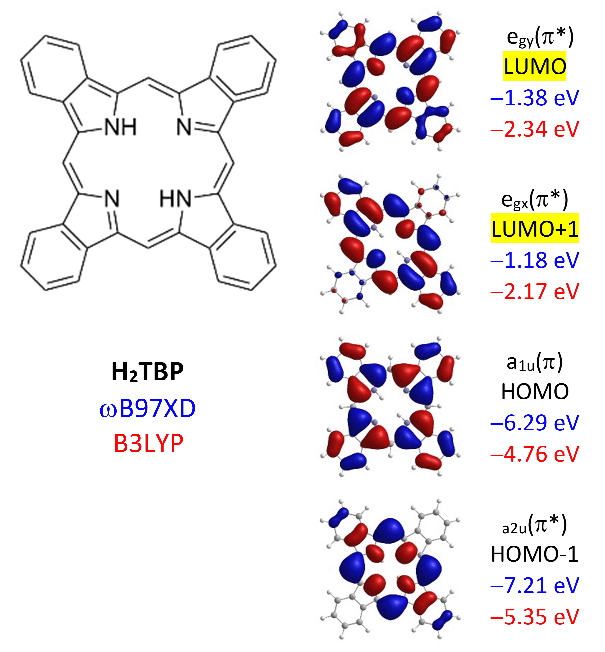 NH
N
N
HN
H₂TBP
ωB97XD
B3LYP
e_gy(π*)
LUMO
−1.38 eV
−2.34 eV
e_gx(π*)
LUMO+1
−1.18 eV
−2.17 eV
a_1u(π)
HOMO
−6.29 eV
−4.76 eV
a2u(π*)
HOMO-1
−7.21 eV
−5.35 eV